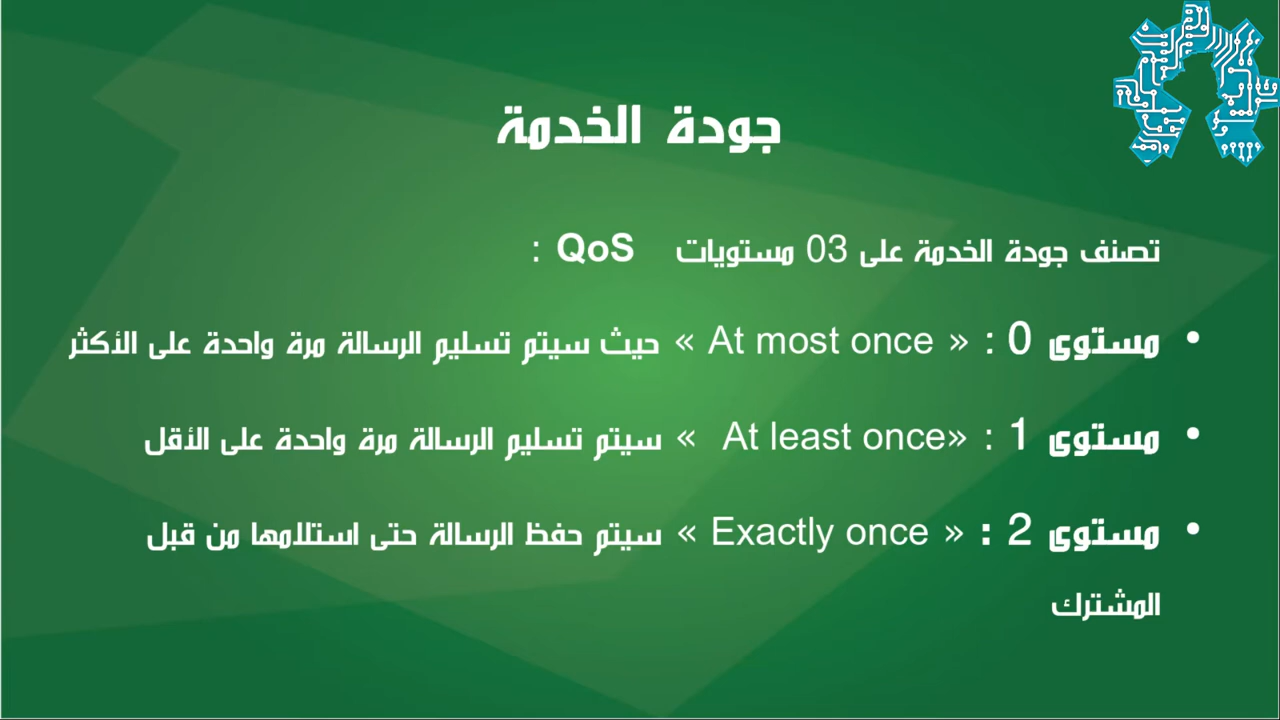 جودة الخدمة
تصنف جودة الخدمة على 03 مستويات QoS :
• مستوى 0 : « At most once » حيث سيتم تسليم الرسالة مرة واحدة على الأكثر
• مستوى 1 : «At least once » سيتم تسليم الرسالة مرة واحدة على الأقل
• مستوى 2 : « Exactly once » سيتم حفظ الرسالة حتى استلامها من قبل
المشترك